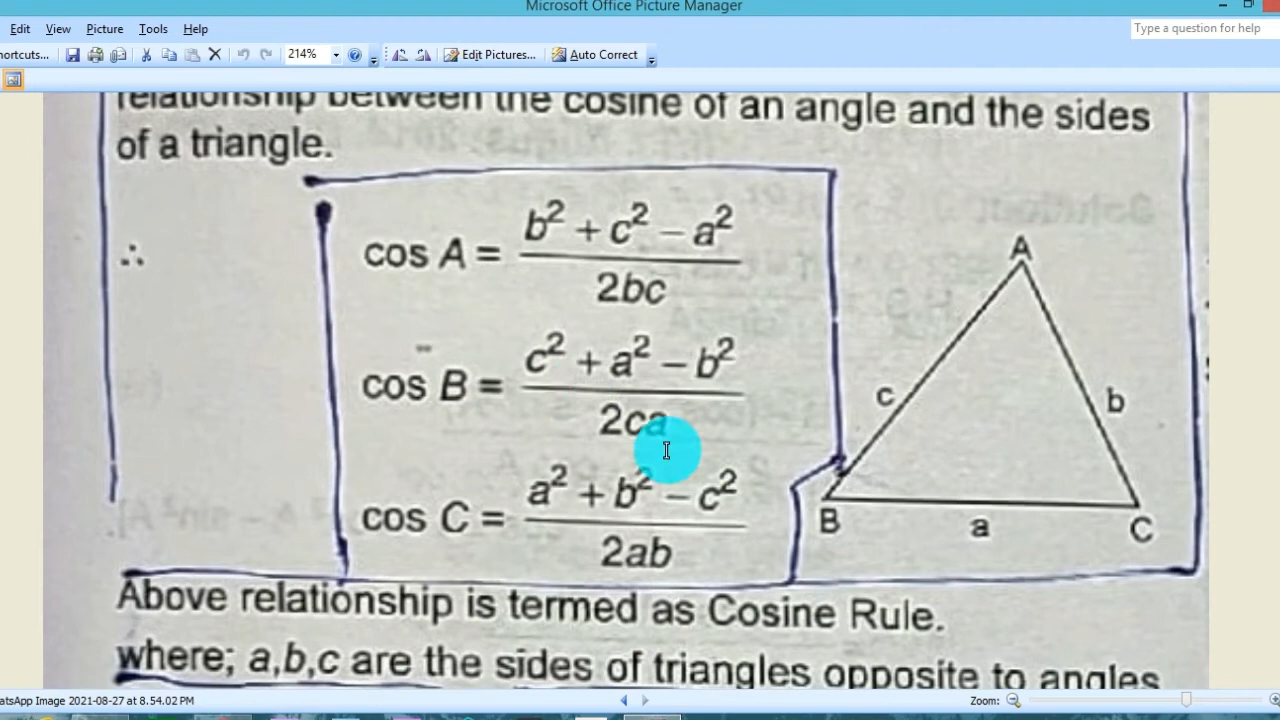 Microsoft Office Picture Manager
Edit View Picture Tools Help
Type a question for help
ortcuts... 214% Edit Pictures... Auto Correct
relationship between the cosine of an angle and the sides
of a triangle.
∴
cos A = b² + c² – a² / 2bc
cos B = c² + a² – b² / 2ca
cos C = a² + b² – c² / 2ab
A
c
b
B
a
C
Above relationship is termed as Cosine Rule.
where; a,b,c are the sides of triangles opposite to angles
atsApp Image 2021-08-27 at 8.54.02 PM
Zoom: